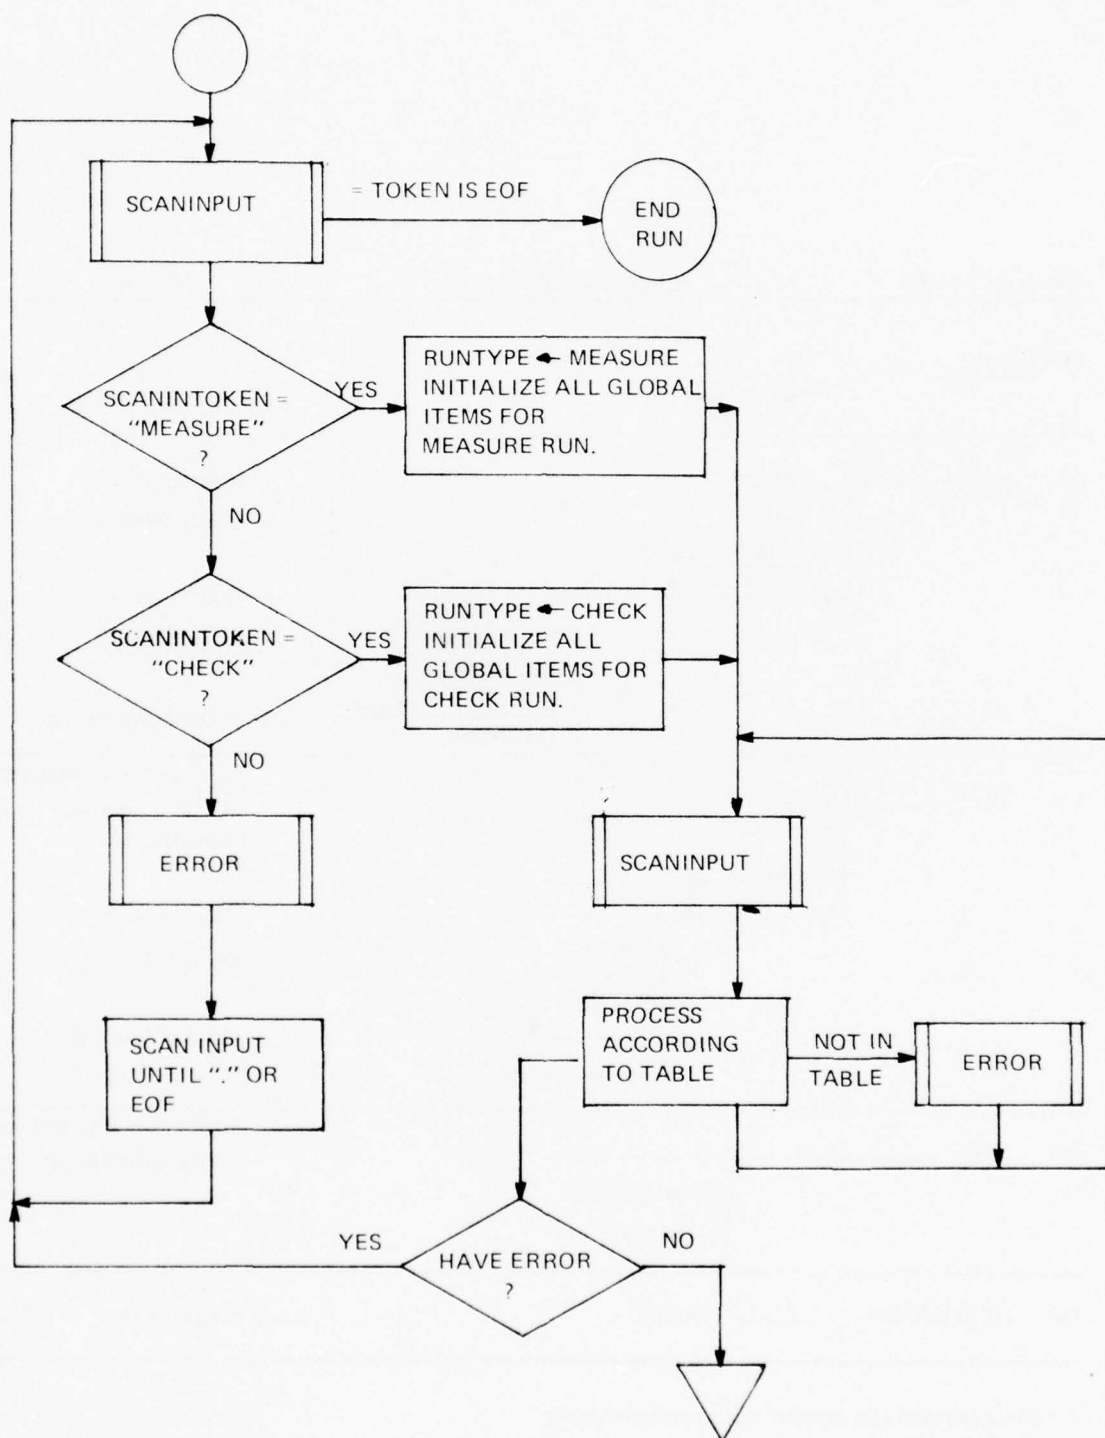 SCANINPUT
= TOKEN IS EOF
END
RUN
SCANINTOKEN =
"MEASURE"
?
YES
RUNTYPE ← MEASURE
INITIALIZE ALL GLOBAL
ITEMS FOR
MEASURE RUN.
NO
SCANINTOKEN =
"CHECK"
?
YES
RUNTYPE ← CHECK
INITIALIZE ALL
GLOBAL ITEMS FOR
CHECK RUN.
NO
ERROR
SCANINPUT
SCAN INPUT
UNTIL "." OR
EOF
PROCESS
ACCORDING
TO TABLE
NOT IN
TABLE
ERROR
YES
HAVE ERROR
?
NO